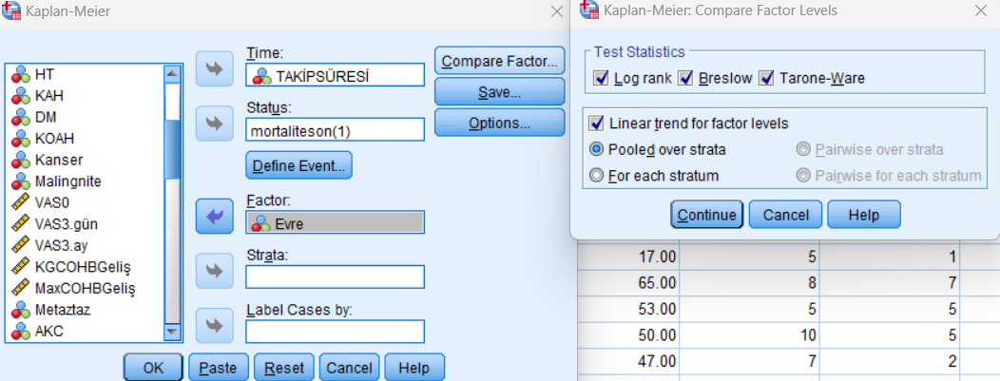 Kaplan-Meier
HT
KAH
DM
KOAH
Kanser
Malingnite
VAS0
VAS3.gün
VAS3.ay
KGCOHBGeliş
MaxCOHBGeliş
Metaztaz
AKC
Time:
TAKİPSÜRESİ
Status:
mortaliteson(1)
Define Event...
Factor:
Evre
Strata:
Label Cases by:
Compare Factor...
Save...
Options...
OK Paste Reset Cancel Help
Kaplan-Meier: Compare Factor Levels
Test Statistics
Log rank Breslow Tarone-Ware
Linear trend for factor levels
Pooled over strata Pairwise over strata
For each stratum Pairwise for each stratum
Continue Cancel Help
17.00 5 1
65.00 8 7
53.00 5 5
50.00 10 5
47.00 7 2